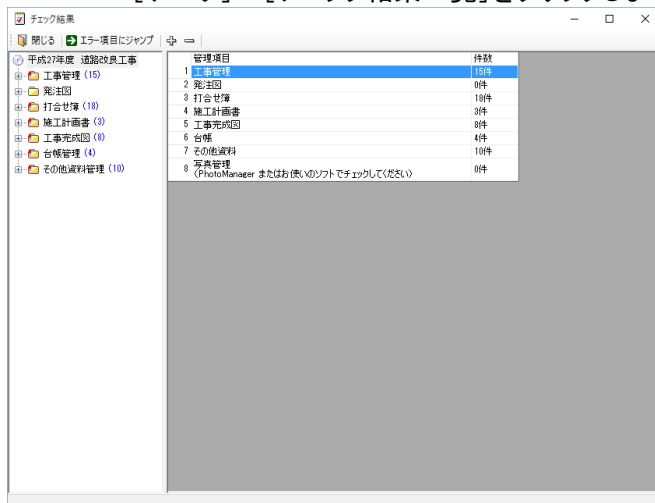 チェック結果
閉じる エラー項目にジャンプ
平成27年度 道路改良工事
工事管理 (15)
発注図
打合せ簿 (18)
施工計画書 (3)
工事完成図 (8)
台帳管理 (4)
その他資料管理 (10)
管理項目 件数
1 工事管理 15件
2 発注図 0件
3 打合せ簿 18件
4 施工計画書 3件
5 工事完成図 8件
6 台帳 4件
7 その他資料 10件
8 写真管理 0件
(PhotoManager またはお使いのソフトでチェックしてください)